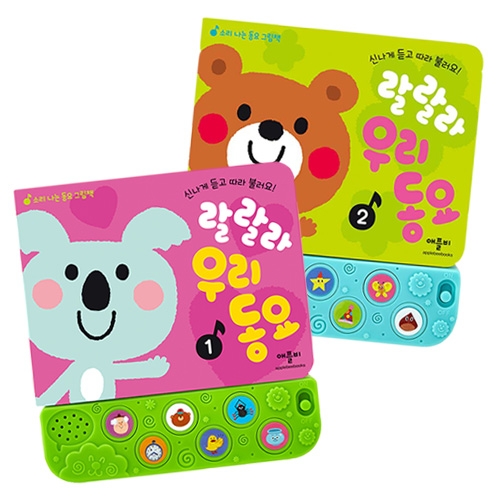 소리 나는 동요 그림책
신나게 듣고 따라 불러요!
랄랄라
우리
동요
2
애플비
applebeebooks
소리 나는 동요 그림책
신나게 듣고 따라 불러요!
랄랄라
우리
동요
1
애플비
applebeebooks